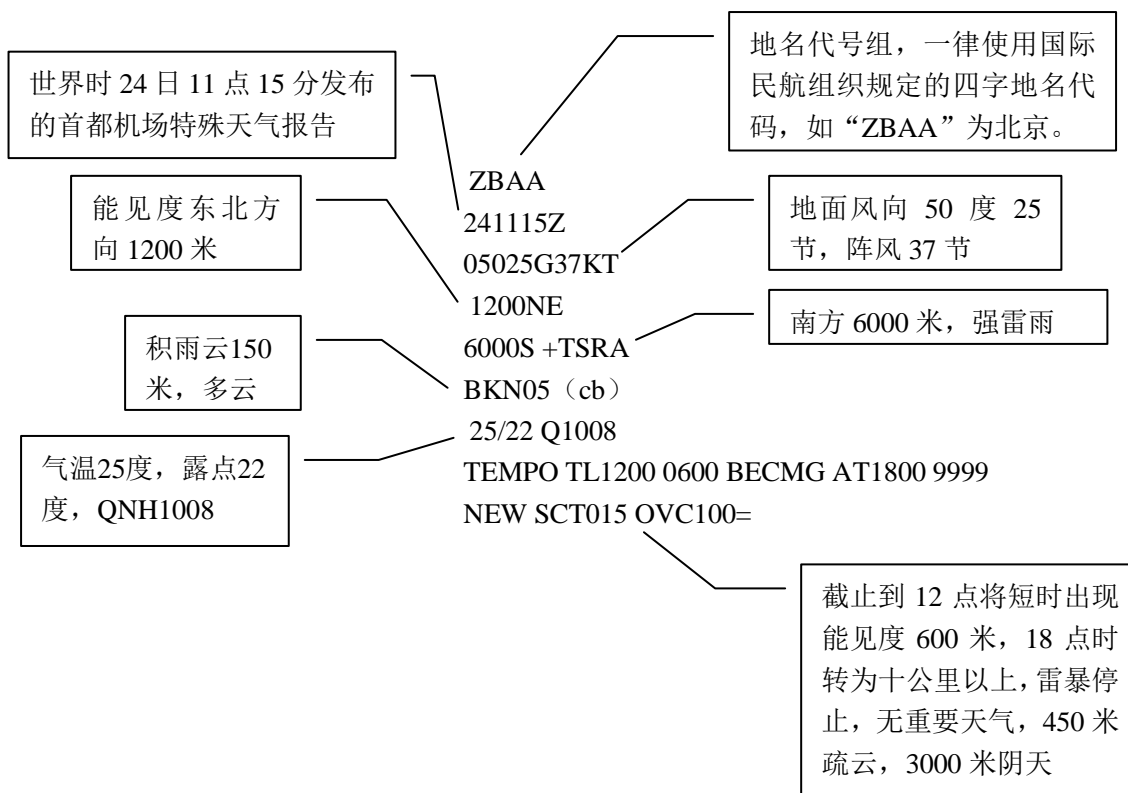 地名代号组，一律使用国际
民航组织规定的四字地名代
码，如“ZBAA”为北京。
世界时 24 日 11 点 15 分发布
的首都机场特殊天气报告
ZBAA
能见度东北方
向 1200 米
241115Z
地面风向 50 度 25
节，阵风 37 节
05025G37KT
1200NE
南方 6000 米，强雷雨
积雨云150
米，多云
6000S +TSRA
BKN05（cb）
25/22 Q1008
气温25度，露点22
度，QNH1008
TEMPO TL1200 0600 BECMG AT1800 9999
NEW SCT015 OVC100=
截止到 12 点将短时出现
能见度 600 米，18 点时
转为十公里以上，雷暴停
止，无重要天气，450 米
疏云，3000 米阴天